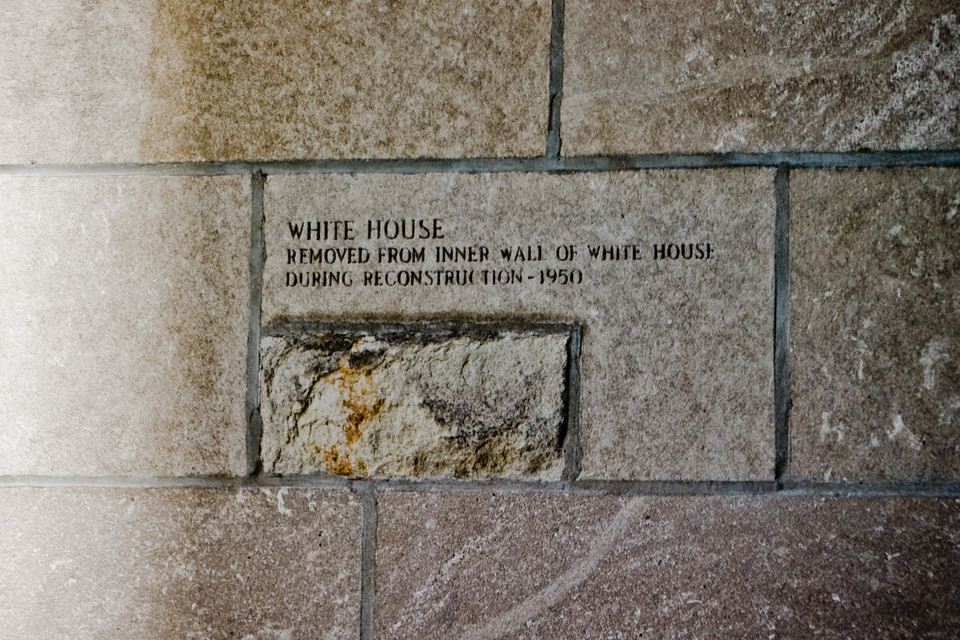 WHITE HOUSE
REMOVED FROM INNER WALL OF WHITE HOUSE
DURING RECONSTRUCTION - 1950